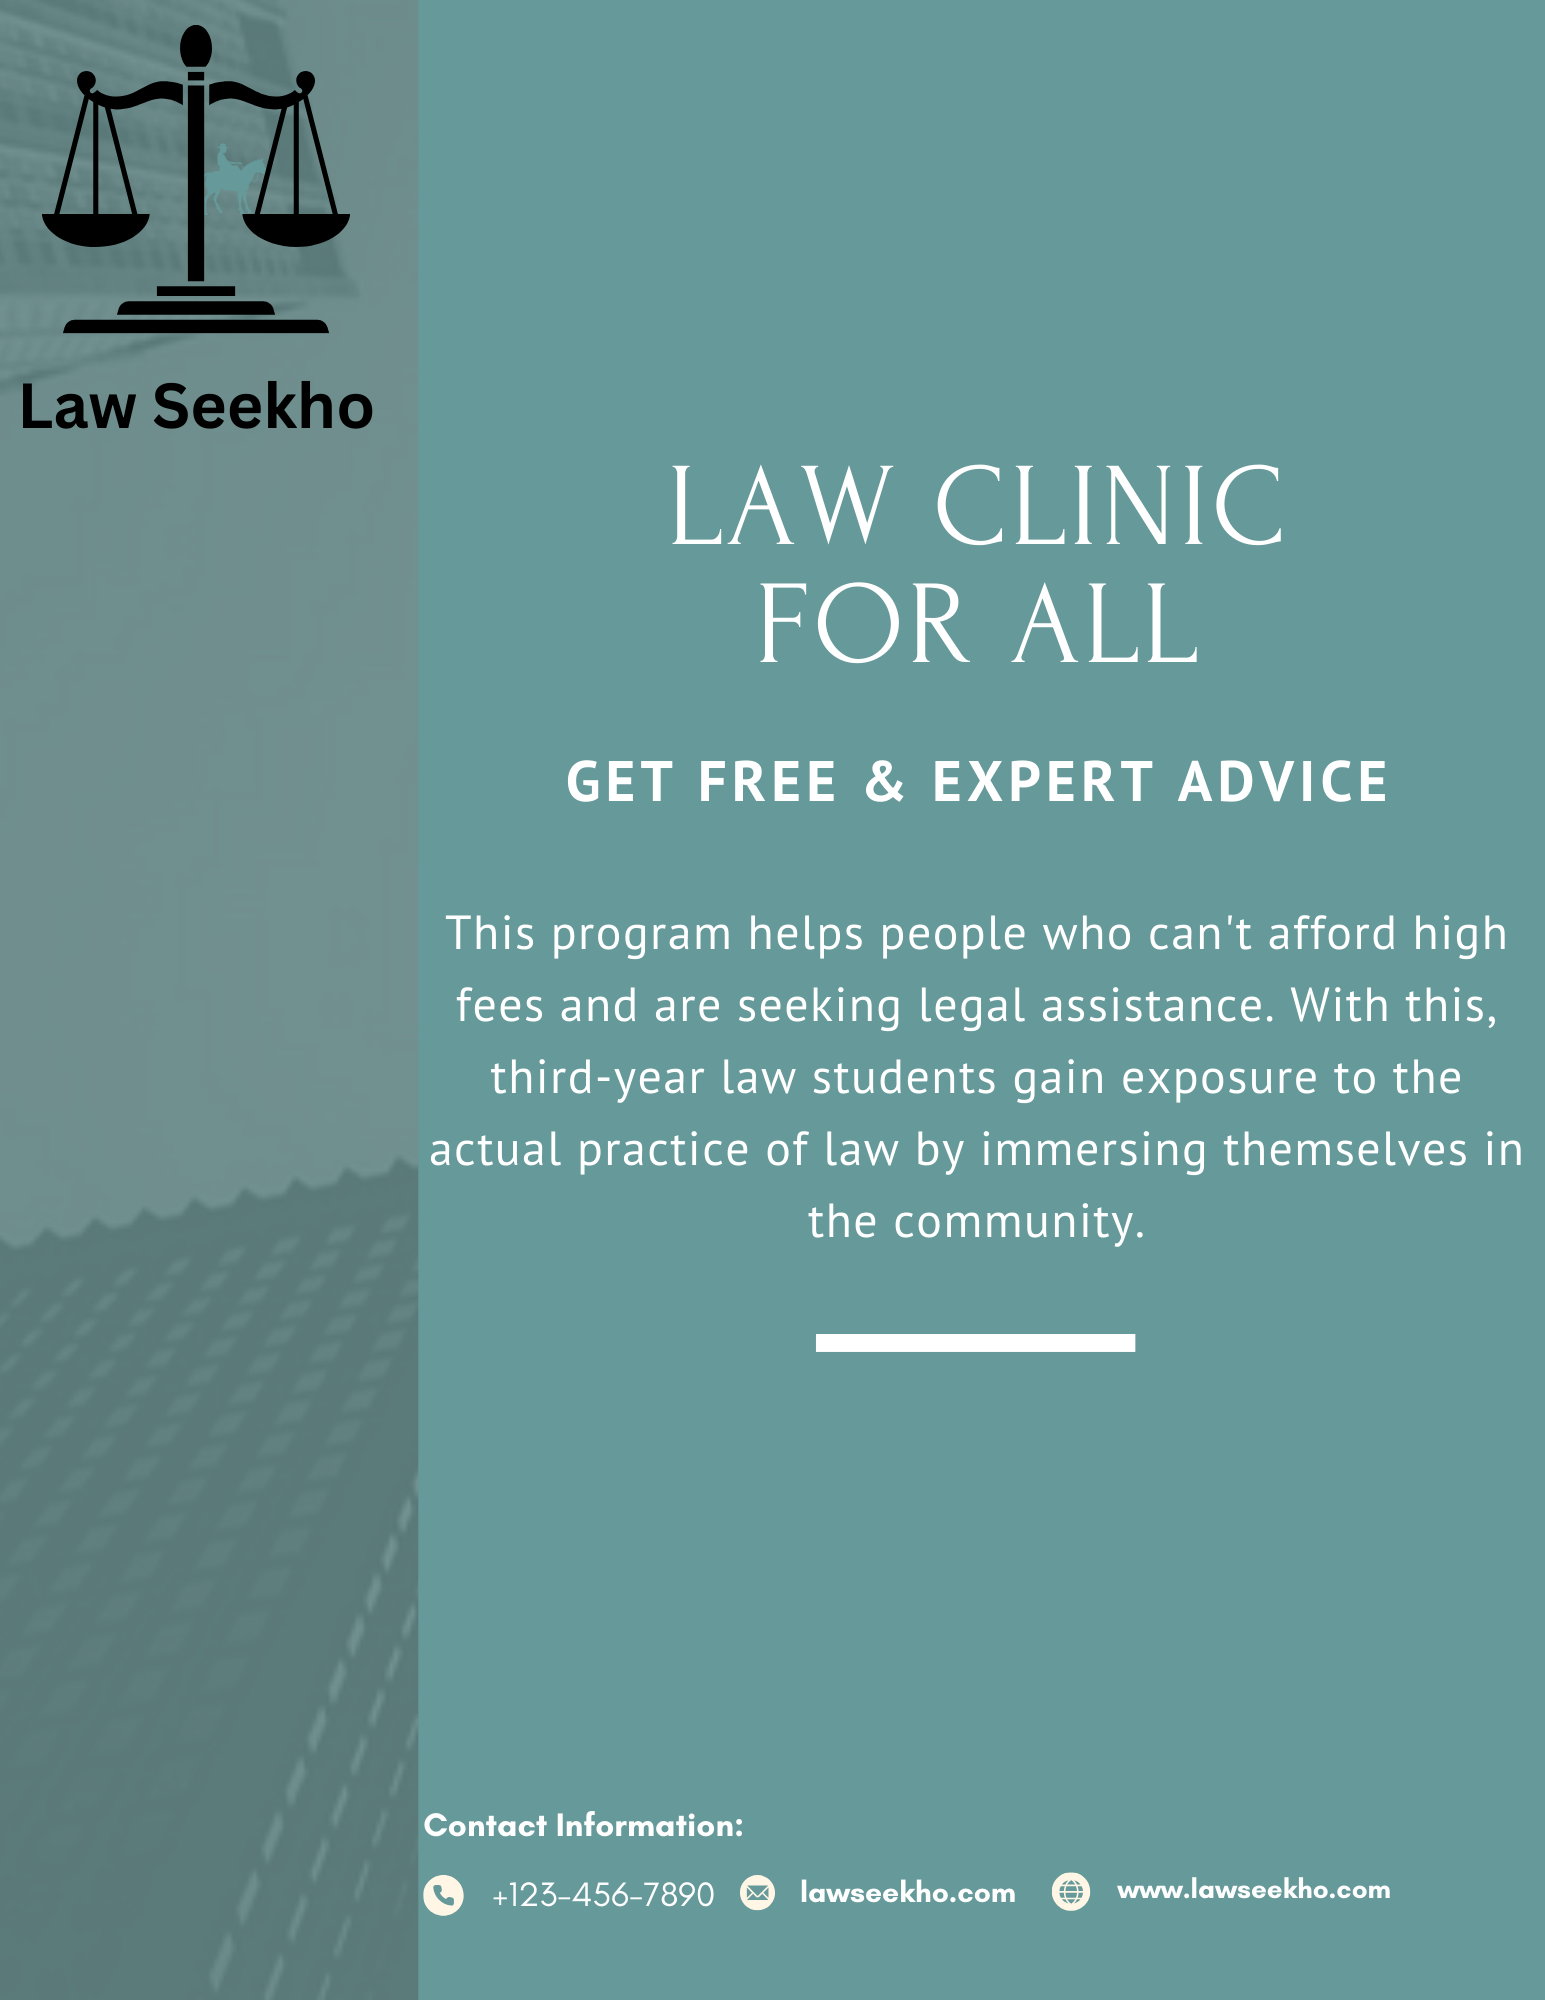 Law Seekho
LAW CLINIC
FOR ALL
GET FREE & EXPERT ADVICE
This program helps people who can't afford high
fees and are seeking legal assistance. With this,
third-year law students gain exposure to the
actual practice of law by immersing themselves in
the community.
Contact Information:
+123-456-7890 lawseekho.com www.lawseekho.com